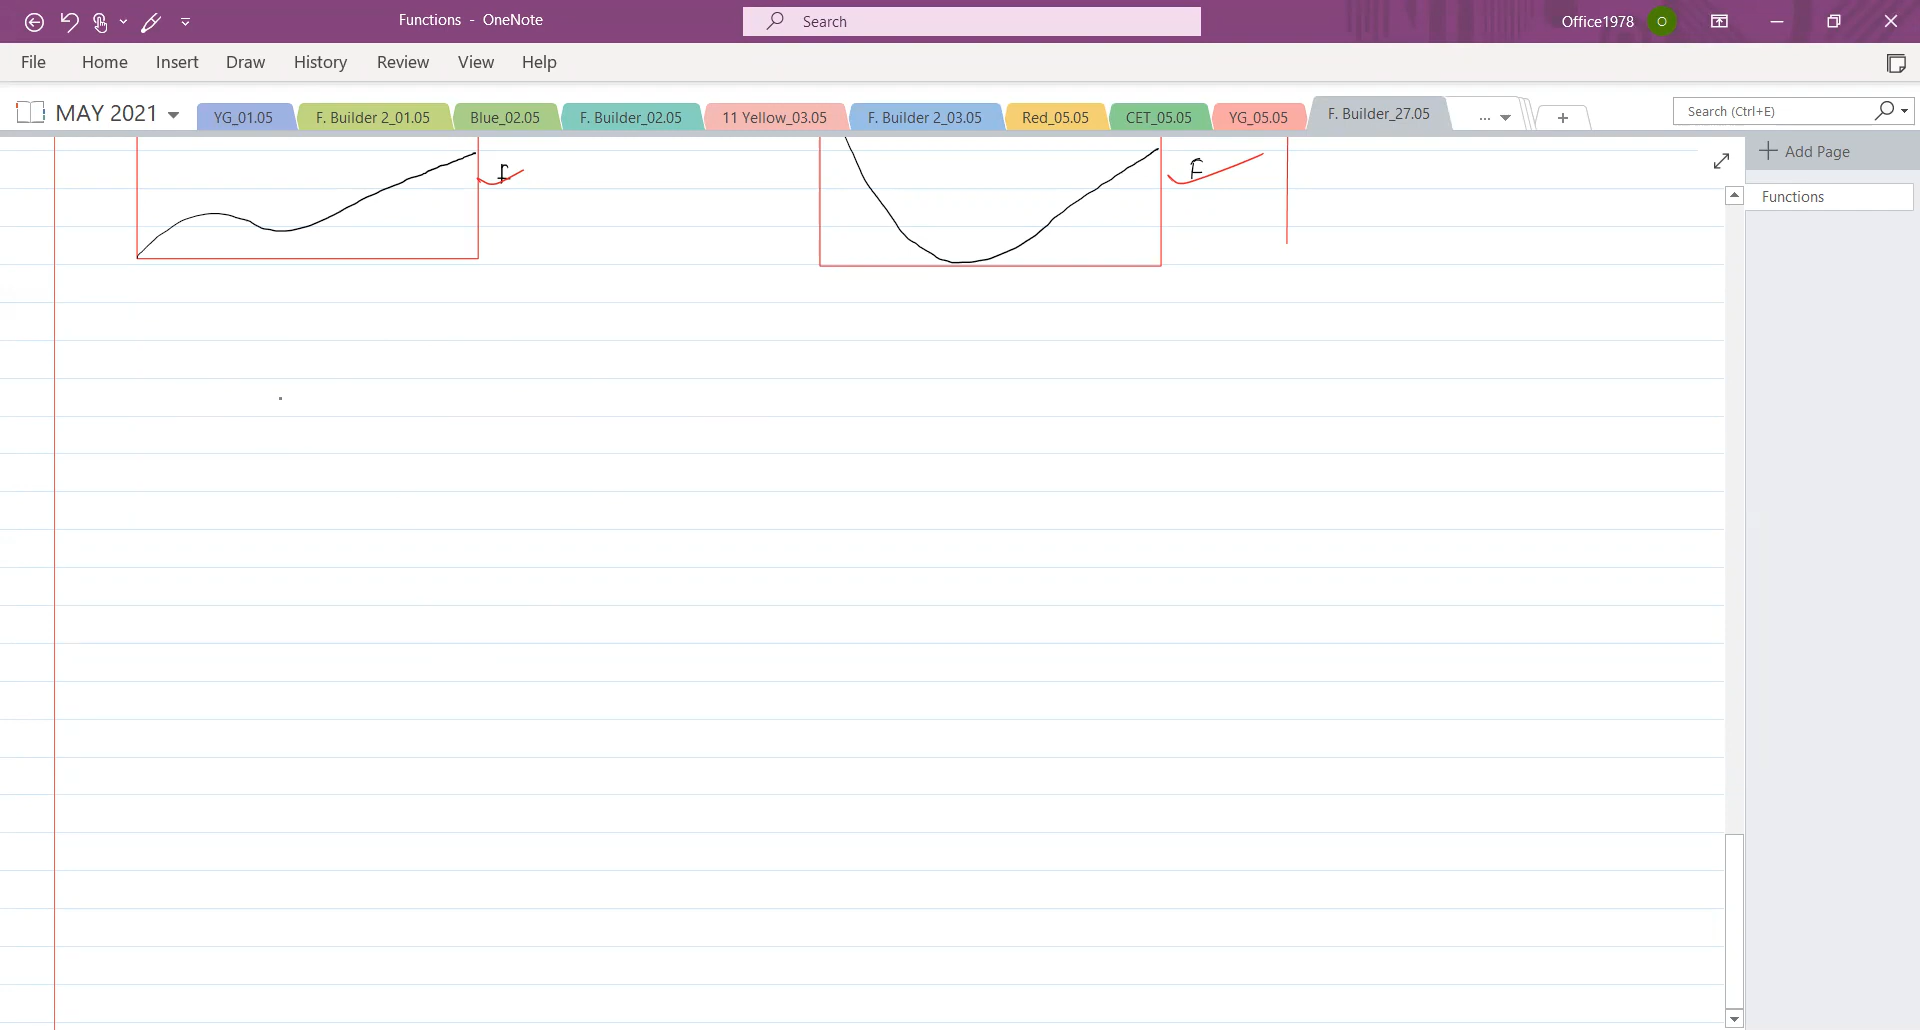 Functions - OneNote
Search
Office1978
O
File Home Insert Draw History Review View Help
MAY 2021
YG_01.05
F. Builder 2_01.05
Blue_02.05
F. Builder_02.05
11 Yellow_03.05
F. Builder 2_03.05
Red_05.05
CET_05.05
YG_05.05
F. Builder_27.05
...
Search (Ctrl+E)
Add Page
Functions
F